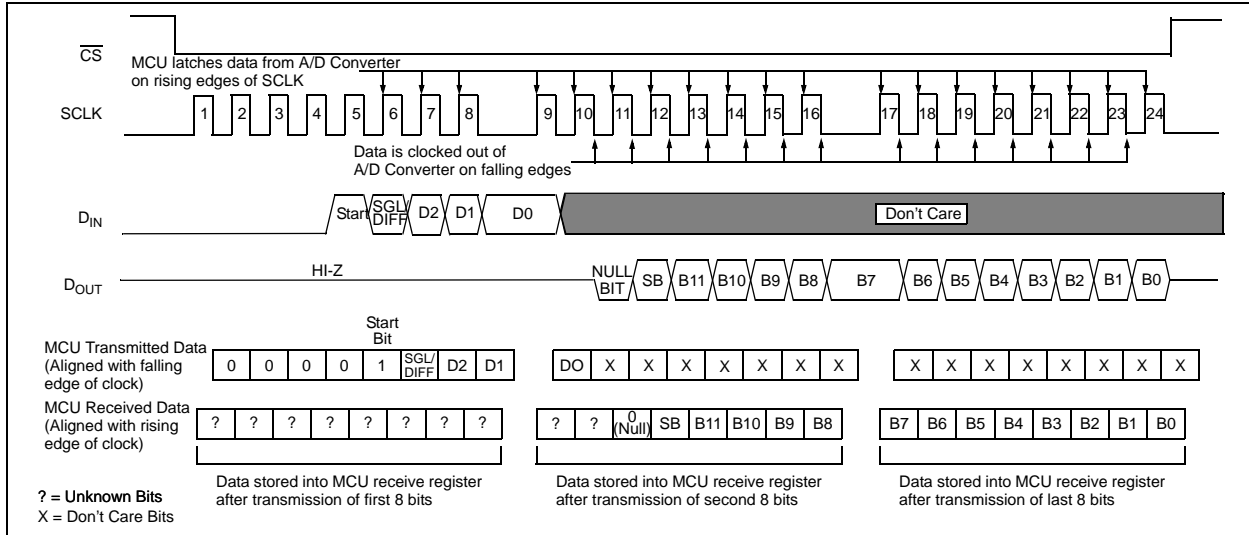 CS
MCU latches data from A/D Converter
on rising edges of SCLK
SCLK
1 2 3 4 5 6 7 8 9 10 11 12 13 14 15 16 17 18 19 20 21 22 23 24
Data is clocked out of
A/D Converter on falling edges
DIN
Start SGL/ DIFF D2 D1 D0 Don't Care
HI-Z
DOUT
NULL BIT SB B11 B10 B9 B8 B7 B6 B5 B4 B3 B2 B1 B0
Start
Bit
MCU Transmitted Data
(Aligned with falling
edge of clock)
0 0 0 0 1 SGL/ DIFF D2 D1 DO X X X X X X X X X X X X X X X
MCU Received Data
(Aligned with rising
edge of clock)
? ? ? ? ? ? ? ? ? ? 0 (Null) SB B11 B10 B9 B8 B7 B6 B5 B4 B3 B2 B1 B0
Data stored into MCU receive register
after transmission of first 8 bits
Data stored into MCU receive register
after transmission of second 8 bits
Data stored into MCU receive register
after transmission of last 8 bits
? = Unknown Bits
X = Don't Care Bits